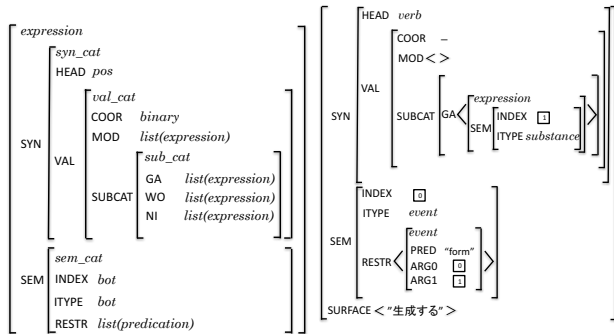 expression
syn_cat
HEAD pos
SYN
VAL
val_cat
COOR binary
MOD list(expression)
SUBCAT
sub_cat
GA list(expression)
WO list(expression)
NI list(expression)
SEM
sem_cat
INDEX bot
ITYPE bot
RESTR list(predication)
HEAD verb
SYN
VAL
COOR –
MOD < >
SUBCAT
GA <
expression
SEM
INDEX 1
ITYPE substance
>
SEM
INDEX 0
ITYPE event
RESTR <
event
PRED “form”
ARG0 0
ARG1 1
>
SURFACE < ”生成する” >